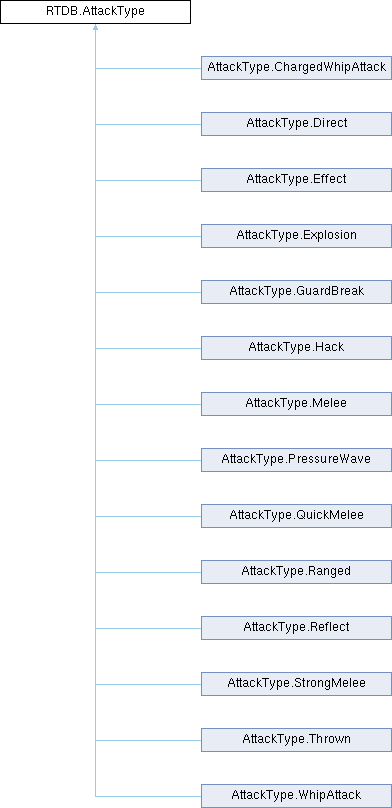 RTDB.AttackType
AttackType.ChargedWhipAttack
AttackType.Direct
AttackType.Effect
AttackType.Explosion
AttackType.GuardBreak
AttackType.Hack
AttackType.Melee
AttackType.PressureWave
AttackType.QuickMelee
AttackType.Ranged
AttackType.Reflect
AttackType.StrongMelee
AttackType.Thrown
AttackType.WhipAttack